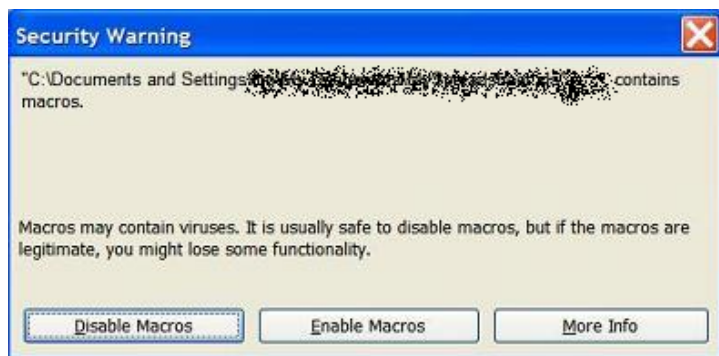 Security Warning
"C:\Documents and Settings contains
macros.
Macros may contain viruses. It is usually safe to disable macros, but if the macros are
legitimate, you might lose some functionality.
Disable Macros Enable Macros More Info